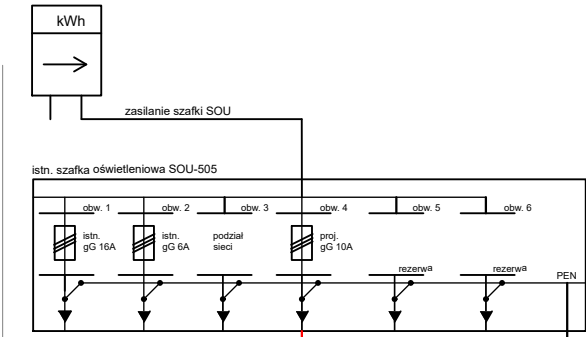 kWh
zasilanie szafki SOU
istn. szafka oświetleniowa SOU-505
obw. 1
obw. 2
obw. 3
obw. 4
obw. 5
obw. 6
istn.
gG 16A
istn.
gG 6A
podział
sieci
proj.
gG 10A
rezerwa
rezerwa
PEN